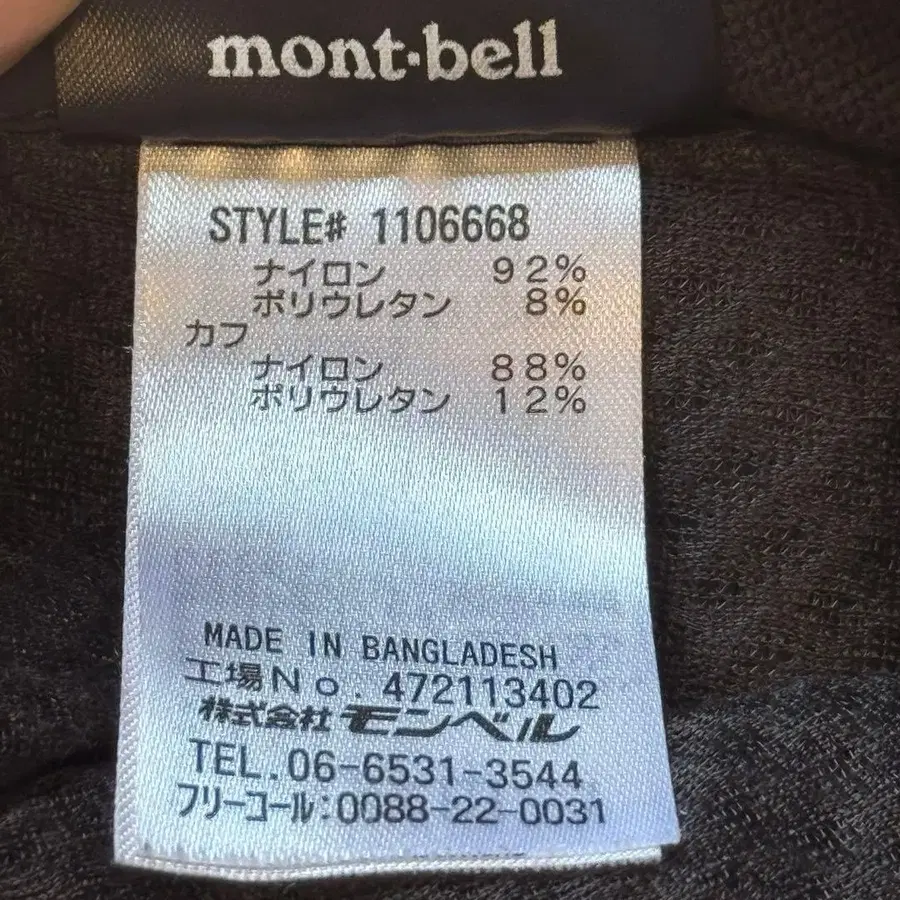 mont-bell
STYLE# 1106668
ナイロン 92%
ポリウレタン 8%
カフ
ナイロン 88%
ポリウレタン 12%
MADE IN BANGLADESH
工場No. 472113402
株式会社モンベル
TEL.06-6531-3544
フリーコール:0088-22-0031